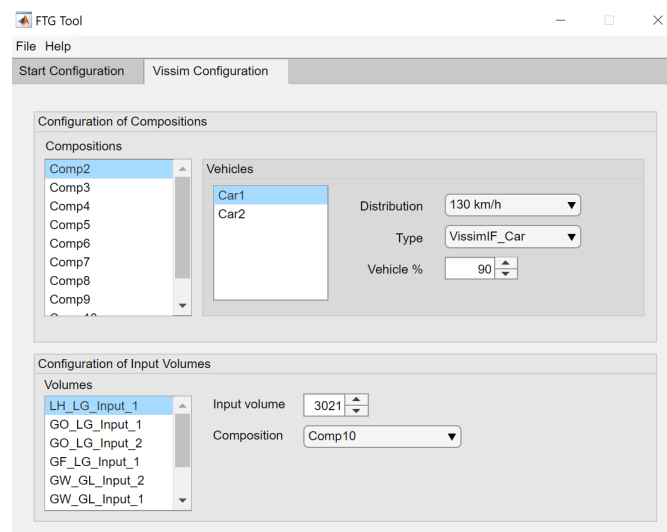 FTG Tool
File Help
Start Configuration Vissim Configuration
Configuration of Compositions
Compositions
Comp2
Comp3
Comp4
Comp5
Comp6
Comp7
Comp8
Comp9
Vehicles
Car1
Car2
Distribution 130 km/h
Type VissimIF_Car
Vehicle % 90
Configuration of Input Volumes
Volumes
LH_LG_Input_1
GO_LG_Input_1
GO_LG_Input_2
GF_LG_Input_1
GW_GL_Input_2
GW_GL_Input_1
Input volume 3021
Composition Comp10